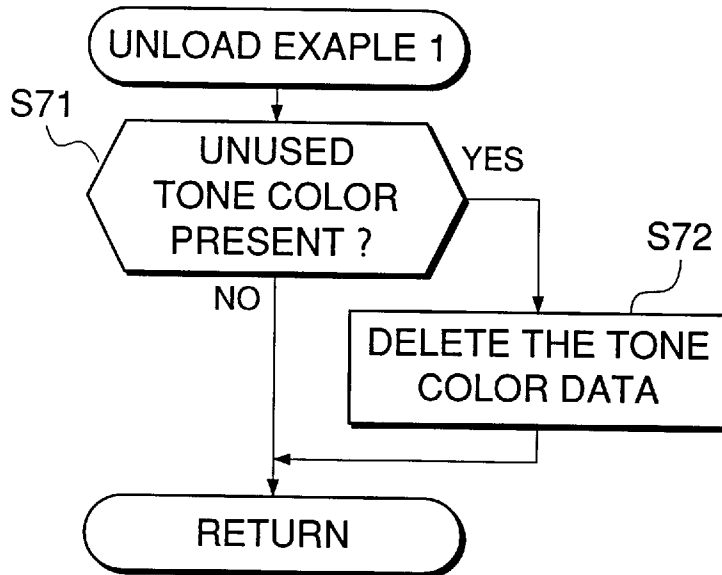 UNLOAD EXAPLE 1
S71
UNUSED
TONE COLOR
PRESENT ?
YES
NO
S72
DELETE THE TONE
COLOR DATA
RETURN